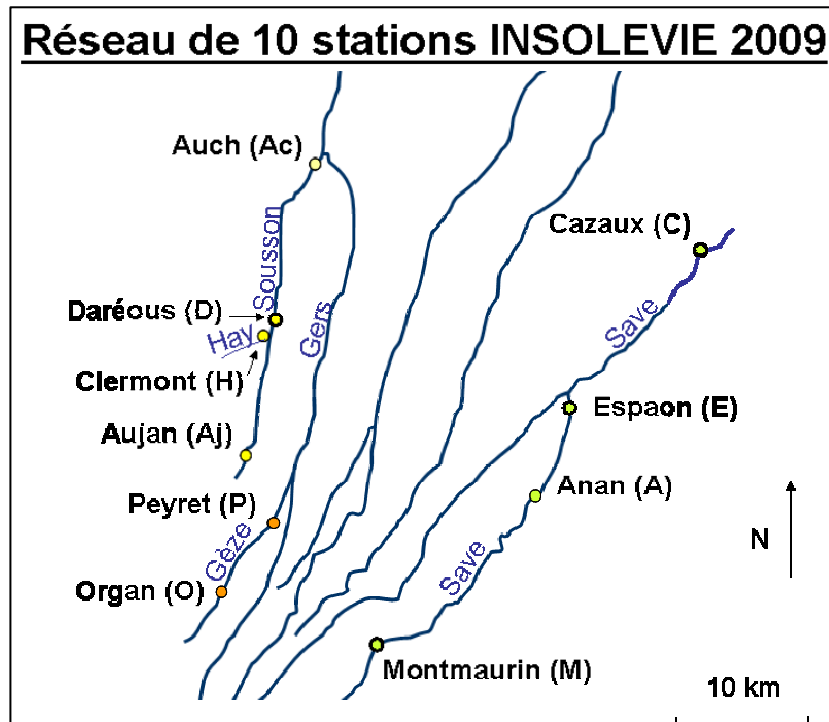 Réseau de 10 stations INSOLEVIE 2009
Auch (Ac)
Cazaux (C)
Sousson
Daréous (D)
Gers
Save
Hay
Clermont (H)
Espaon (E)
Aujan (Aj)
Anan (A)
Peyret (P)
N
Gèze
Save
Organ (O)
Montmaurin (M)
10 km